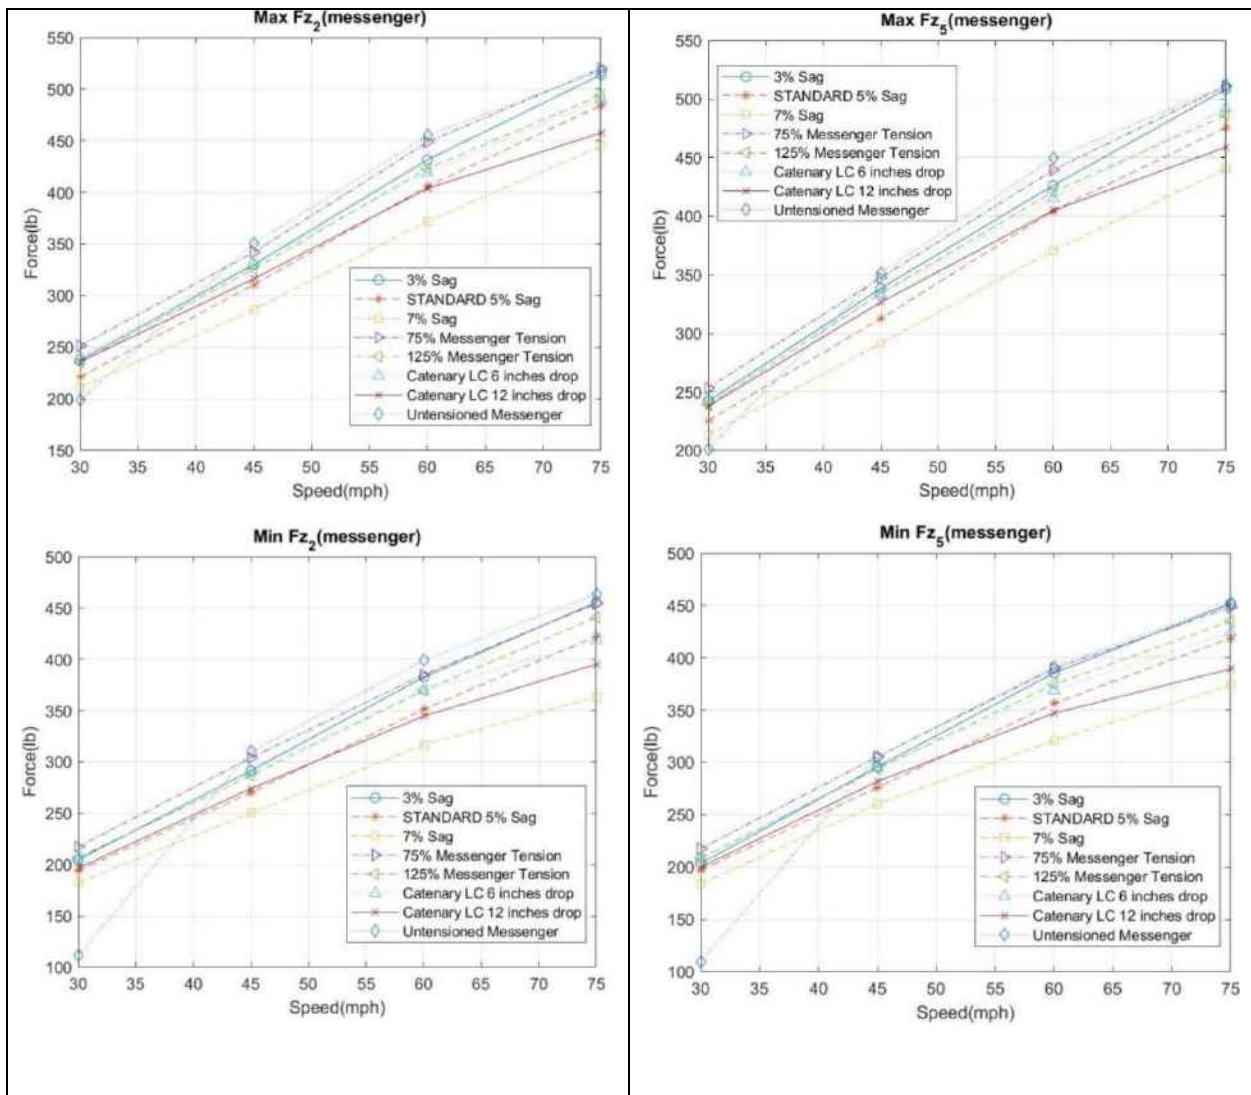 Max Fz2(messenger)
550
500
450
400
350
300
250
200
150
Force(lb)
3% Sag
STANDARD 5% Sag
7% Sag
75% Messenger Tension
125% Messenger Tension
Catenary LC 6 inches drop
Catenary LC 12 inches drop
Untensioned Messenger
30 35 40 45 50 55 60 65 70 75
Speed(mph)
Max Fz5(messenger)
550
500
450
400
350
300
250
200
Force(lb)
3% Sag
STANDARD 5% Sag
7% Sag
75% Messenger Tension
125% Messenger Tension
Catenary LC 6 inches drop
Catenary LC 12 inches drop
Untensioned Messenger
30 35 40 45 50 55 60 65 70 75
Speed(mph)
Min Fz2(messenger)
500
450
400
350
300
250
200
150
100
Force(lb)
3% Sag
STANDARD 5% Sag
7% Sag
75% Messenger Tension
125% Messenger Tension
Catenary LC 6 inches drop
Catenary LC 12 inches drop
Untensioned Messenger
30 35 40 45 50 55 60 65 70 75
Speed(mph)
Min Fz5(messenger)
500
450
400
350
300
250
200
150
100
Force(lb)
3% Sag
STANDARD 5% Sag
7% Sag
75% Messenger Tension
125% Messenger Tension
Catenary LC 6 inches drop
Catenary LC 12 inches drop
Untensioned Messenger
30 35 40 45 50 55 60 65 70 75
Speed(mph)